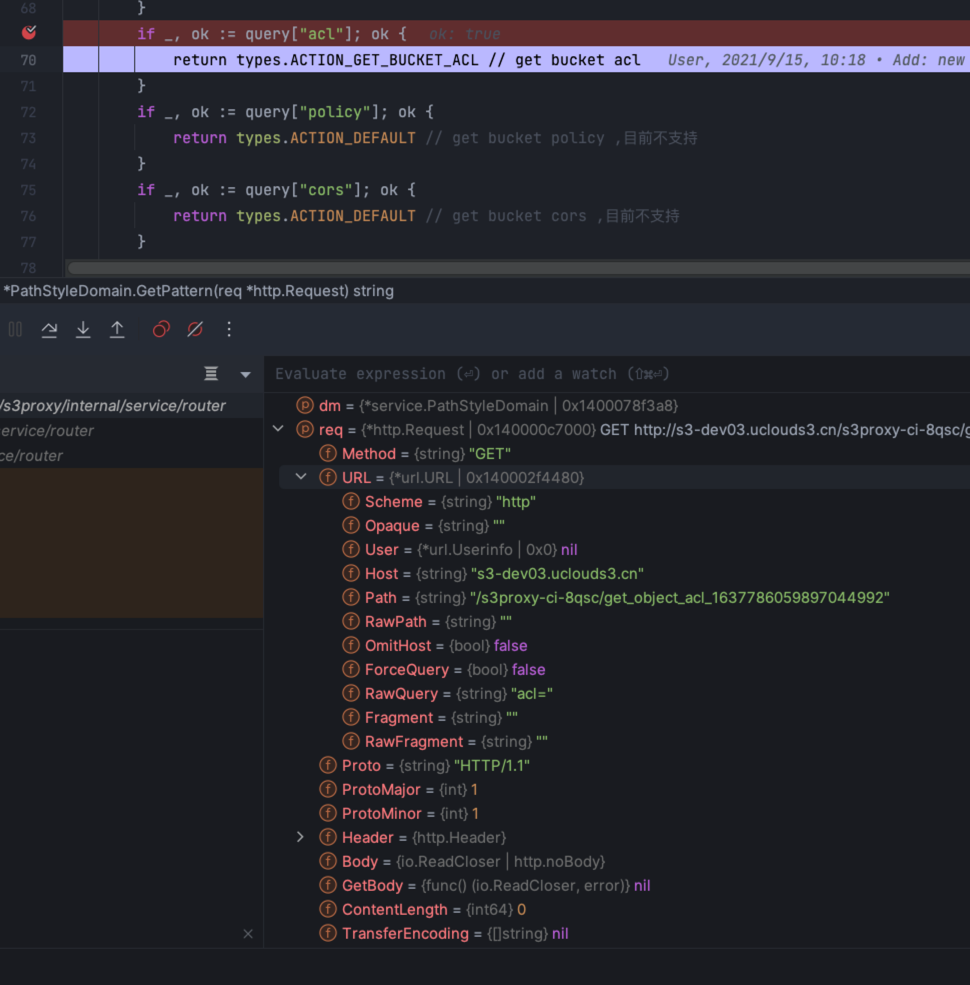 68 }
if _, ok := query["acl"]; ok { ok: true
70 return types.ACTION_GET_BUCKET_ACL // get bucket acl User, 2021/9/15, 10:18 • Add: new
71 }
72 if _, ok := query["policy"]; ok {
73 return types.ACTION_DEFAULT // get bucket policy ,目前不支持
74 }
75 if _, ok := query["cors"]; ok {
76 return types.ACTION_DEFAULT // get bucket cors ,目前不支持
77 }
78
*PathStyleDomain.GetPattern(req *http.Request) string
Evaluate expression (⏎) or add a watch (⇧⌘⏎)
/s3proxy/internal/service/router
ervice/router
ce/router
dm = {*service.PathStyleDomain | 0x1400078f3a8}
req = {*http.Request | 0x140000c7000} GET http://s3-dev03.uclouds3.cn/s3proxy-ci-8qsc/g
Method = {string} "GET"
URL = {*url.URL | 0x140002f4480}
Scheme = {string} "http"
Opaque = {string} ""
User = {*url.Userinfo | 0x0} nil
Host = {string} "s3-dev03.uclouds3.cn"
Path = {string} "/s3proxy-ci-8qsc/get_object_acl_1637786059897044992"
RawPath = {string} ""
OmitHost = {bool} false
ForceQuery = {bool} false
RawQuery = {string} "acl="
Fragment = {string} ""
RawFragment = {string} ""
Proto = {string} "HTTP/1.1"
ProtoMajor = {int} 1
ProtoMinor = {int} 1
Header = {http.Header}
Body = {io.ReadCloser | http.noBody}
GetBody = {func() (io.ReadCloser, error)} nil
ContentLength = {int64} 0
TransferEncoding = {[]string} nil